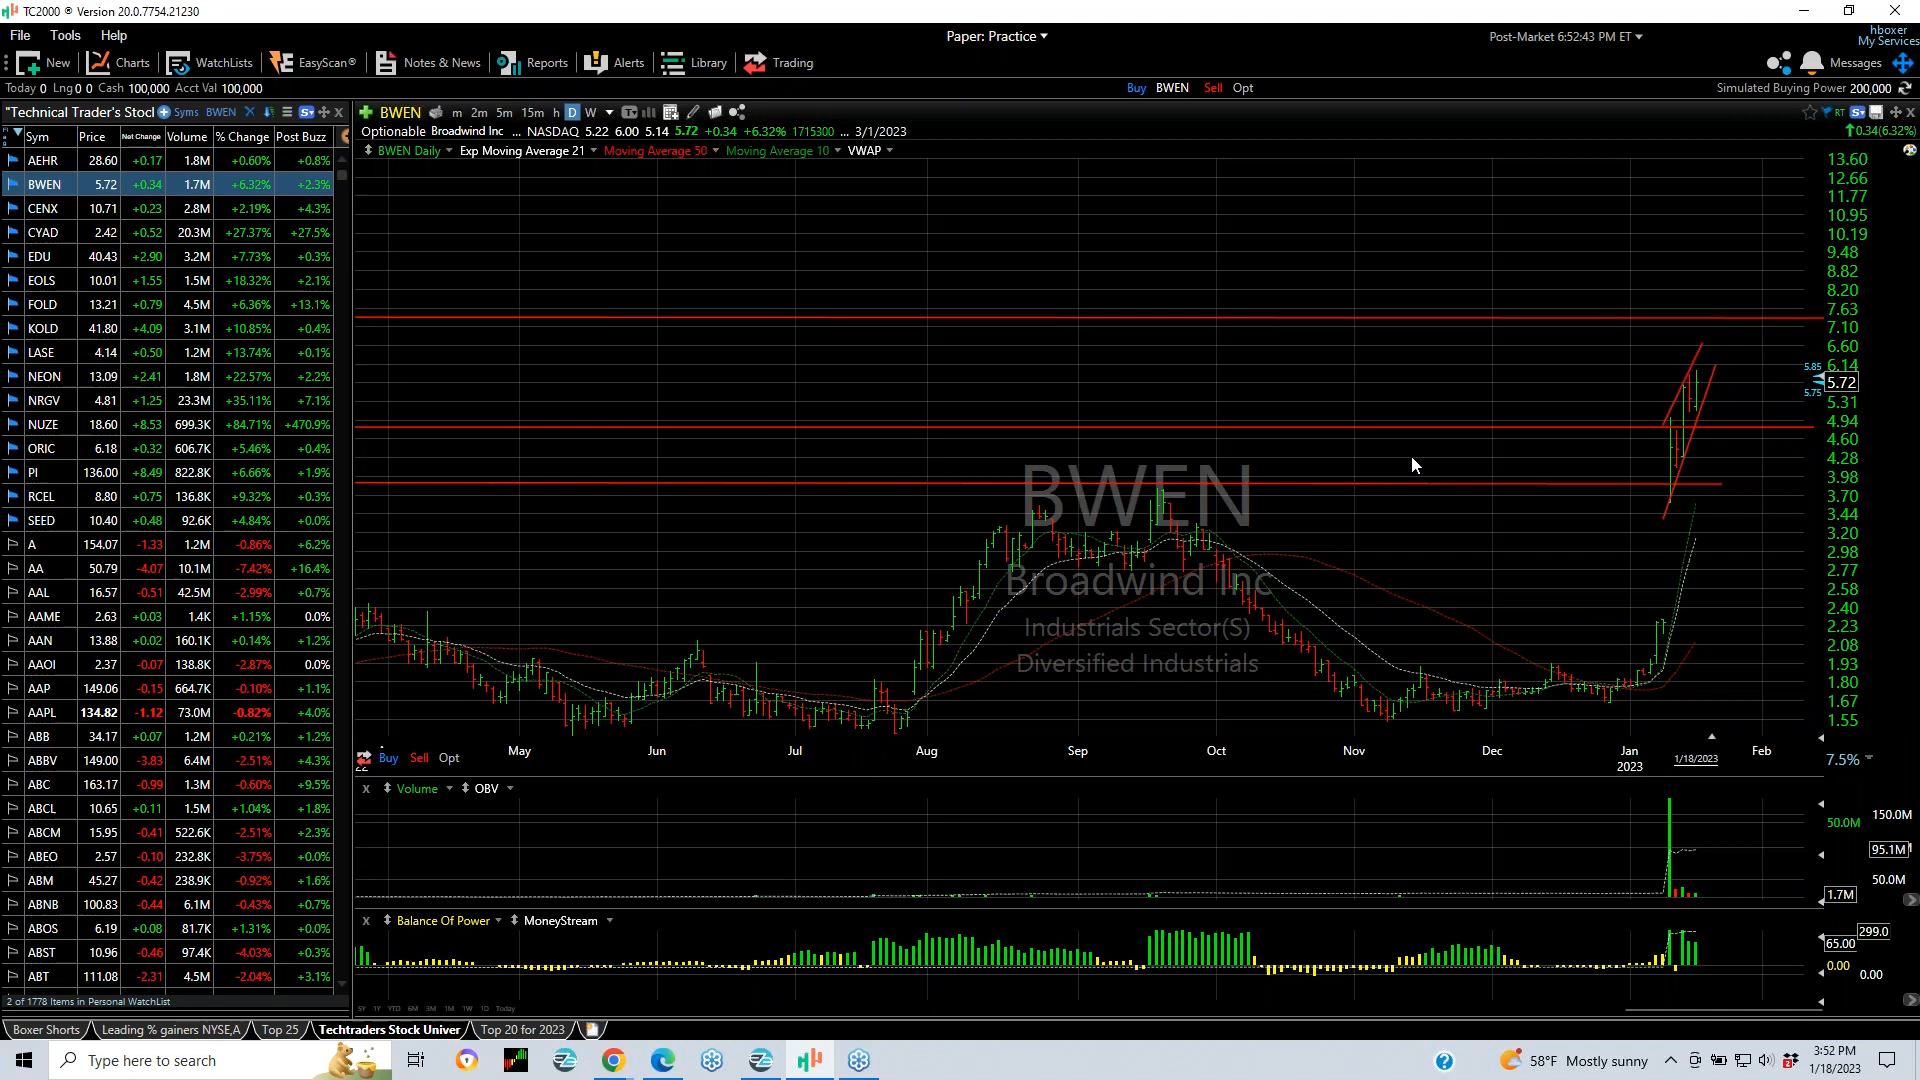 TC2000 ® Version 20.0.7754.21230
File Tools Help
Paper: Practice
Post-Market 6:52:43 PM ET
hboxer
My Services
New Charts WatchLists EasyScan® Notes & News Reports Alerts Library Trading
Messages
Today 0 Lng 0 0 Cash 100,000 Acct Val 100,000
Buy BWEN Sell Opt
Simulated Buying Power 200,000
"Technical Trader's Stocl Syms BWEN
BWEN m 2m 5m 15m h D W
RT
Optionable Broadwind Inc ... NASDAQ 5.22 6.00 5.14 5.72 +0.34 +6.32% 1715300 ... 3/1/2023
0.34(6.32%)
BWEN Daily Exp Moving Average 21 Moving Average 50 Moving Average 10 VWAP
Sym Price Net Change Volume % Change Post Buzz
AEHR 28.60 +0.17 1.8M +0.60% +0.8%
BWEN 5.72 +0.34 1.7M +6.32% +2.3%
CENX 10.71 +0.23 2.8M +2.19% +4.3%
CYAD 2.42 +0.52 20.3M +27.37% +27.5%
EDU 40.43 +2.90 3.2M +7.73% +0.3%
EOLS 10.01 +1.55 1.5M +18.32% +2.1%
FOLD 13.21 +0.79 4.5M +6.36% +13.1%
KOLD 41.80 +4.09 3.1M +10.85% +0.4%
LASE 4.14 +0.50 1.2M +13.74% +0.1%
NEON 13.09 +2.41 1.8M +22.57% +2.2%
NRGV 4.81 +1.25 23.3M +35.11% +7.1%
NUZE 18.60 +8.53 699.3K +84.71% +470.9%
ORIC 6.18 +0.32 606.7K +5.46% +0.4%
PI 136.00 +8.49 822.8K +6.66% +1.9%
RCEL 8.80 +0.75 136.8K +9.32% +0.3%
SEED 10.40 +0.48 92.6K +4.84% +0.0%
A 154.07 -1.33 1.2M -0.86% +6.2%
AA 50.79 -4.07 10.1M -7.42% +16.4%
AAL 16.57 -0.51 42.5M -2.99% +0.7%
AAME 2.63 +0.03 1.4K +1.15% 0.0%
AAN 13.88 +0.02 160.1K +0.14% +1.2%
AAOI 2.37 -0.07 138.8K -2.87% 0.0%
AAP 149.06 -0.15 664.7K -0.10% +1.1%
AAPL 134.82 -1.12 73.0M -0.82% +4.0%
ABB 34.17 +0.07 1.2M +0.21% +1.2%
ABBV 149.00 -3.83 6.4M -2.51% +4.3%
ABC 163.17 -0.99 1.3M -0.60% +9.5%
ABCL 10.65 +0.11 1.5M +1.04% +1.8%
ABCM 15.95 -0.41 522.6K -2.51% +2.3%
ABEO 2.57 -0.10 232.8K -3.75% +0.0%
ABM 45.27 -0.42 238.9K -0.92% +1.6%
ABNB 100.83 -0.44 6.1M -0.43% +0.7%
ABOS 6.19 +0.08 81.7K +1.31% +0.0%
ABST 10.96 -0.46 97.4K -4.03% +0.3%
ABT 111.08 -2.31 4.5M -2.04% +3.1%
2 of 1778 Items in Personal WatchList
13.60
12.66
11.77
10.95
10.19
9.48
8.82
8.20
7.63
7.10
6.60
5.85 6.14
5.72
5.75 5.31
4.94
4.60
4.28
3.98
3.70
3.44
3.20
2.98
2.77
2.58
2.40
2.23
2.08
1.93
1.80
1.67
1.55
BWEN
Broadwind Inc
Industrials Sector(S)
Diversified Industrials
May Jun Jul Aug Sep Oct Nov Dec Jan Feb
22 2023 1/18/2023
Buy Sell Opt
7.5%
X Volume OBV
150.0M
50.0M
95.1M
50.0M
1.7M
X Balance Of Power MoneyStream
299.0
65.00
0.00
0.00
5Y 1Y YTD 6M 3M 1M 1W 1D Today
Boxer Shorts Leading % gainers NYSE,A Top 25 Techtraders Stock Univer Top 20 for 2023
Type here to search
58°F Mostly sunny
3:52 PM
1/18/2023